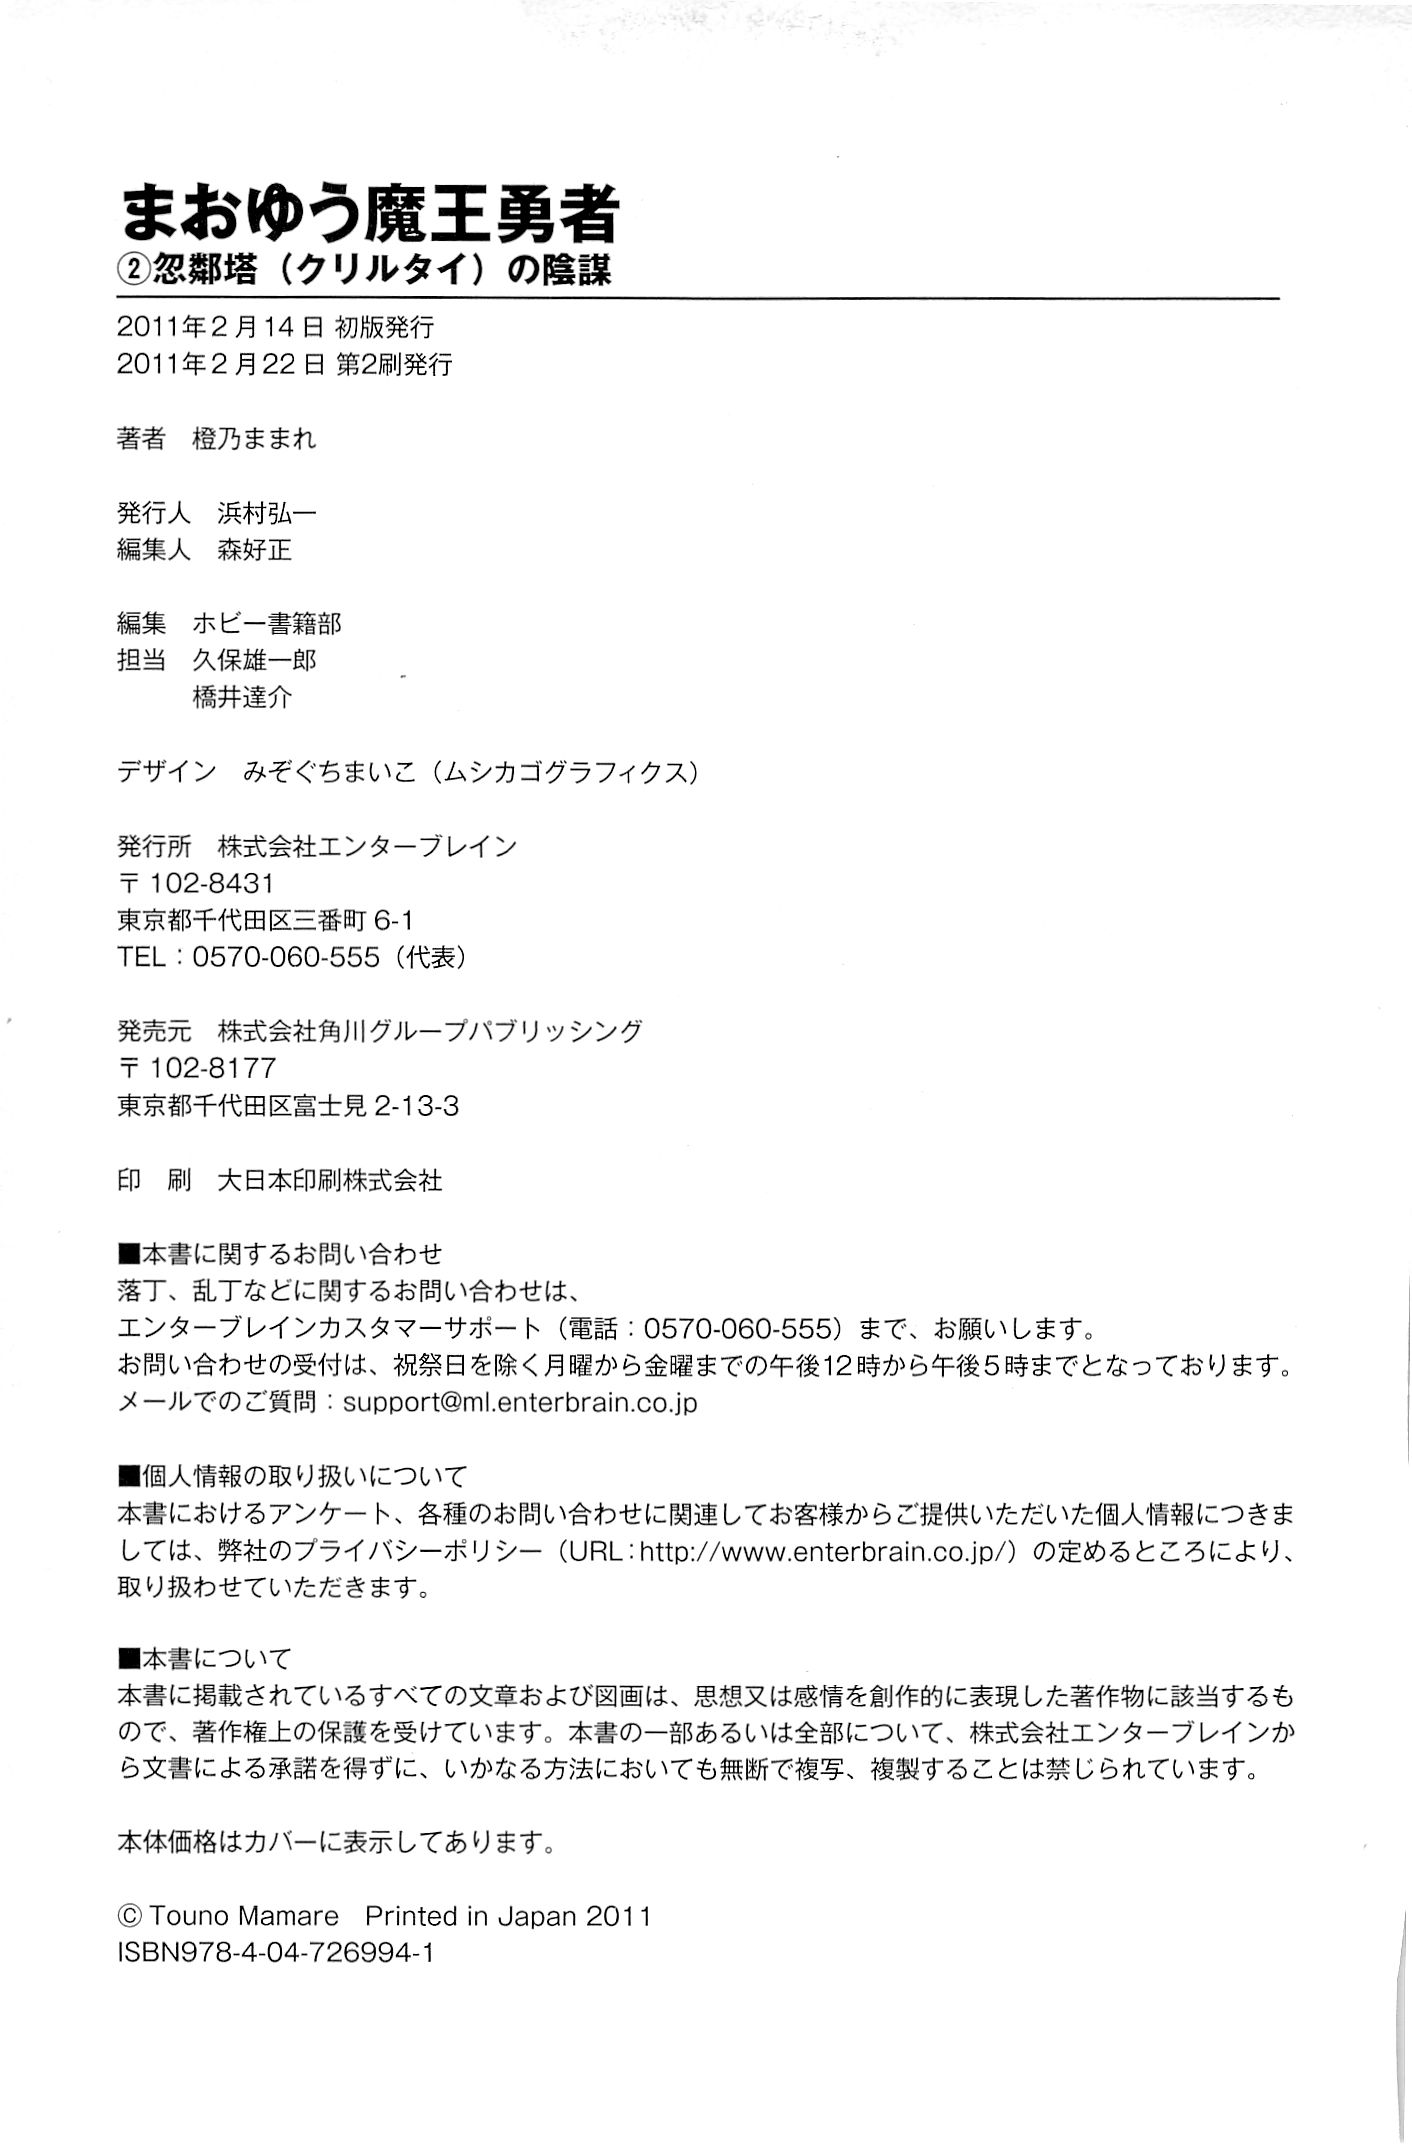 まおゆう魔王勇者
②忽鄰塔（クリルタイ）の陰謀
2011年2月14日 初版発行
2011年2月22日 第2刷発行
著者　橙乃ままれ
発行人　浜村弘一
編集人　森好正
編集　ホビー書籍部
担当　久保雄一郎
橋井達介
デザイン　みぞぐちまいこ（ムシカゴグラフィクス）
発行所　株式会社エンターブレイン
〒102-8431
東京都千代田区三番町 6-1
TEL：0570-060-555（代表）
発売元　株式会社角川グループパブリッシング
〒102-8177
東京都千代田区富士見 2-13-3
印　刷　大日本印刷株式会社
■本書に関するお問い合わせ
落丁、乱丁などに関するお問い合わせは、
エンターブレインカスタマーサポート（電話：0570-060-555）まで、お願いします。
お問い合わせの受付は、祝祭日を除く月曜から金曜までの午後12時から午後5時までとなっております。
メールでのご質問：support@ml.enterbrain.co.jp
■個人情報の取り扱いについて
本書におけるアンケート、各種のお問い合わせに関連してお客様からご提供いただいた個人情報につきま
しては、弊社のプライバシーポリシー（URL：http://www.enterbrain.co.jp/）の定めるところにより、
取り扱わせていただきます。
■本書について
本書に掲載されているすべての文章および図画は、思想又は感情を創作的に表現した著作物に該当するも
ので、著作権上の保護を受けています。本書の一部あるいは全部について、株式会社エンターブレインか
ら文書による承諾を得ずに、いかなる方法においても無断で複写、複製することは禁じられています。
本体価格はカバーに表示してあります。
© Touno Mamare　Printed in Japan 2011
ISBN978-4-04-726994-1